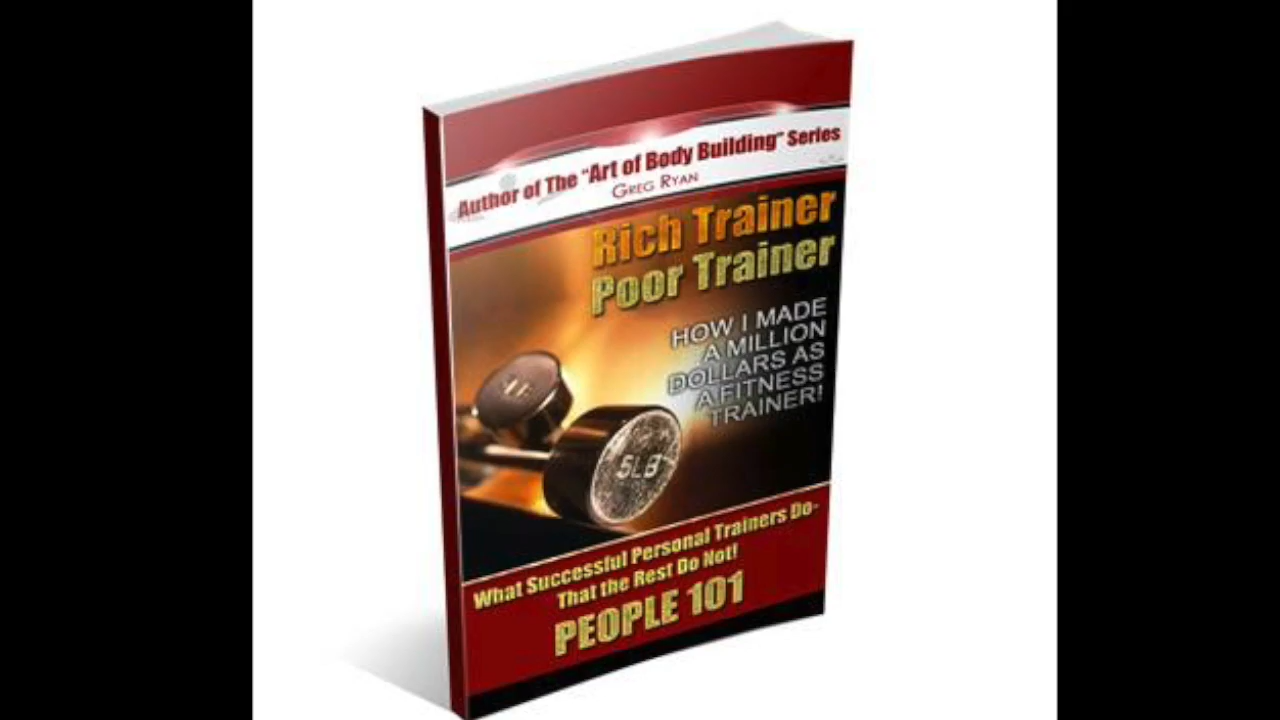 Author of The "Art of Body Building" Series
Greg Ryan
Rich Trainer
Poor Trainer
HOW I MADE
A MILLION
DOLLARS AS
A FITNESS
TRAINER!
5LB
What Successful Personal Trainers Do-
That the Rest Do Not!
PEOPLE 101